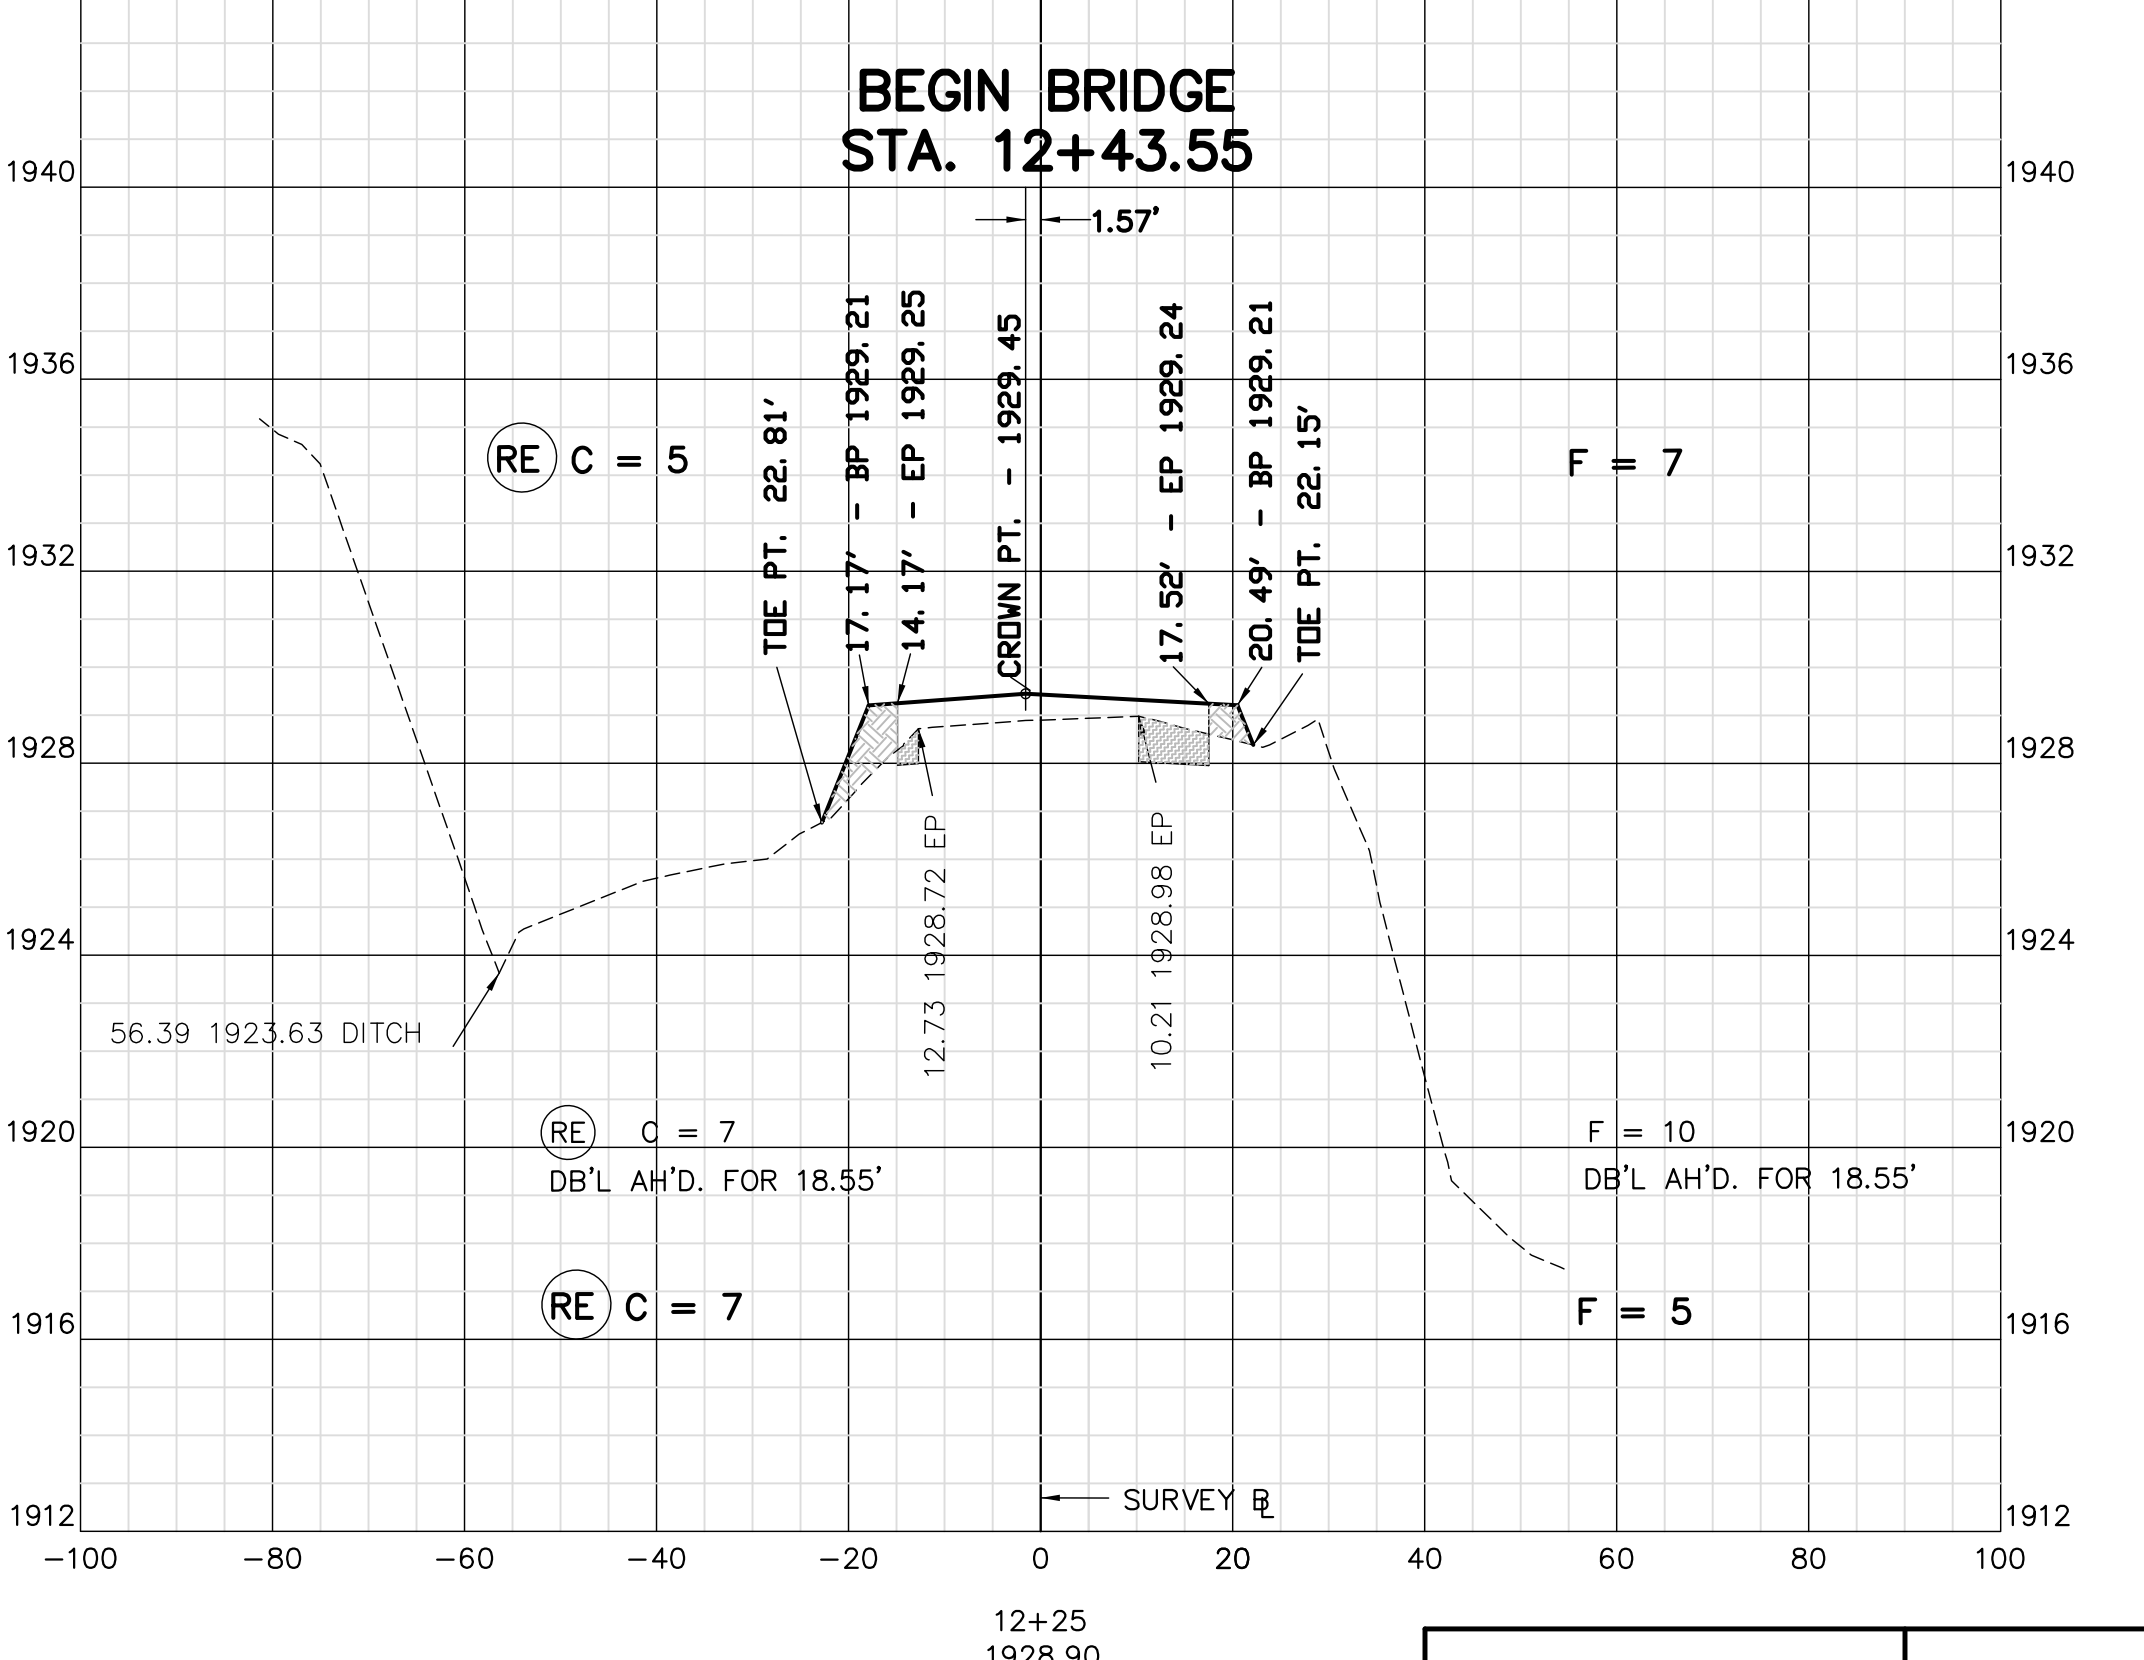 BEGIN BRIDGE
STA. 12+43.55
1940
1940
1.57'
1936
1936
TOE PT. 22.81'
17.17' - BP 1929.21
14.17' - EP 1929.25
CROWN PT. - 1929.45
17.52' - EP 1929.24
20.49' - BP 1929.21
TOE PT. 22.15'
RE C = 5
F = 7
1932
1932
1928
1928
12.73 1928.72 EP
10.21 1928.98 EP
1924
1924
56.39 1923.63 DITCH
1920
1920
RE C = 7
DB'L AH'D. FOR 18.55'
F = 10
DB'L AH'D. FOR 18.55'
RE C = 7
F = 5
1916
1916
SURVEY BL
1912
1912
-100 -80 -60 -40 -20 0 20 40 60 80 100
12+25
1928.90